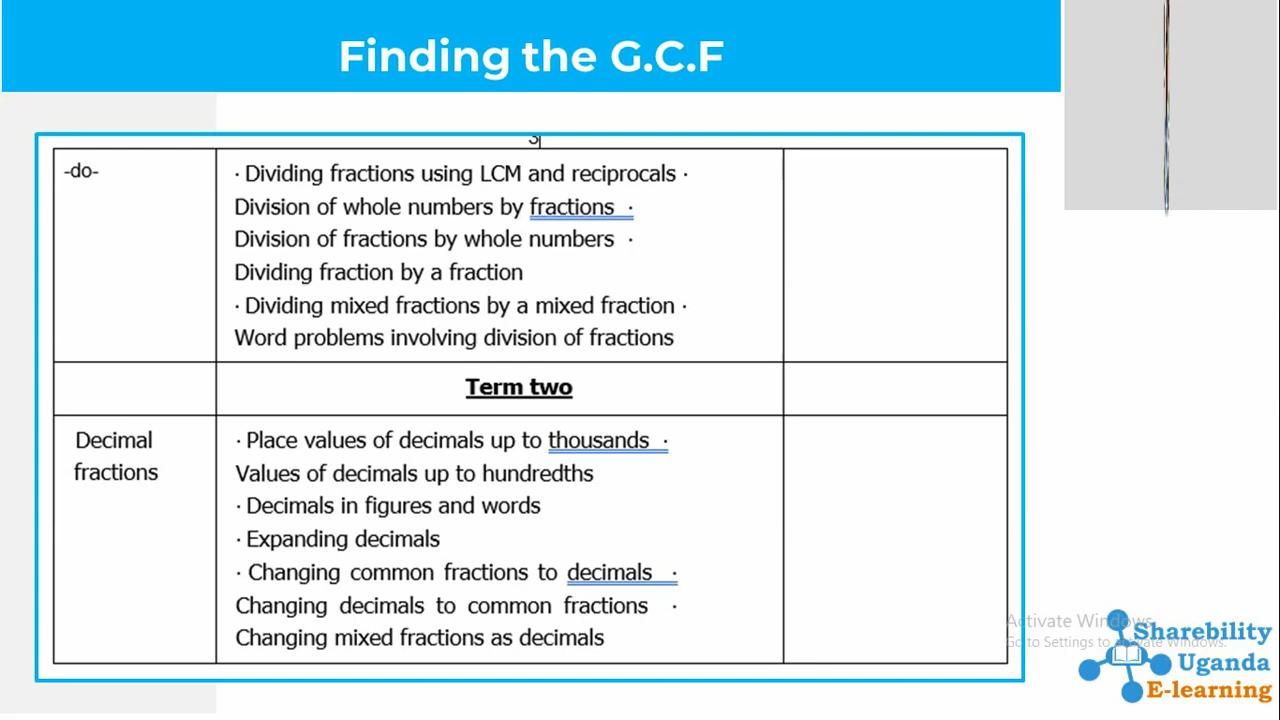 Finding the G.C.F
3
-do-
· Dividing fractions using LCM and reciprocals ·
Division of whole numbers by fractions ·
Division of fractions by whole numbers ·
Dividing fraction by a fraction
· Dividing mixed fractions by a mixed fraction ·
Word problems involving division of fractions
Term two
Decimal
fractions
· Place values of decimals up to thousands ·
Values of decimals up to hundredths
· Decimals in figures and words
· Expanding decimals
· Changing common fractions to decimals ·
Changing decimals to common fractions ·
Changing mixed fractions as decimals
Activate Windows
Go to Settings to activate Windows.
Sharebility
Uganda
E-learning